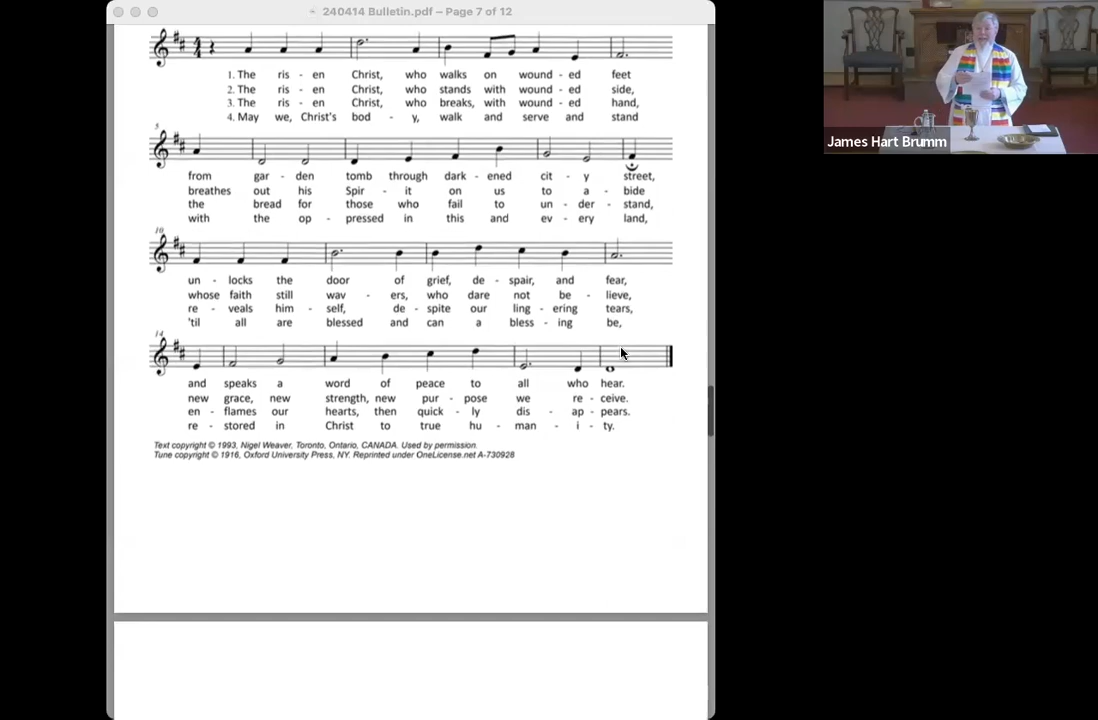 240414 Bulletin.pdf – Page 7 of 12
James Hart Brumm
1. The ris - en Christ, who walks on wound - ed feet
2. The ris - en Christ, who stands with wound - ed side,
3. The ris - en Christ, who breaks, with wound - ed hand,
4. May we, Christ's bod - y, walk and serve and stand
5
from gar - den tomb through dark - ened cit - y street,
breathes out his Spir - it on us to a - bide
the bread for those who fail to un - der - stand,
with the op - pressed in this and ev - ery land,
10
un - locks the door of grief, de - spair, and fear,
whose faith still wav - ers, who dare not be - lieve,
re - veals him - self, de - spite our ling - ering tears,
'til all are blessed and can a bless - ing be,
14
and speaks a word of peace to all who hear.
new grace, new strength, new pur - pose we re - ceive.
en - flames our hearts, then quick - ly dis - ap - pears.
re - stored in Christ to true hu - man - i - ty.
Text copyright © 1993, Nigel Weaver, Toronto, Ontario, CANADA. Used by permission.
Tune copyright © 1916, Oxford University Press, NY. Reprinted under OneLicense.net A-730928